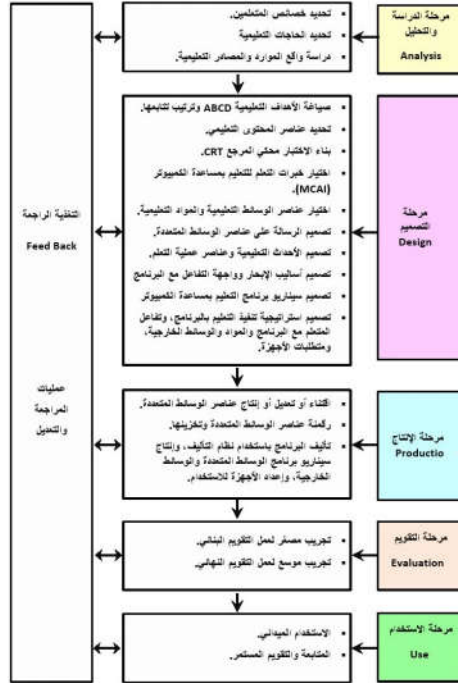 مرحلة الدراسة
والتحليل
Analysis
تحديد خصائص المتعلمين.
تحديد الحاجات التعليمية
دراسة واقع الموارد والمصادر التعليمية.
مرحلة
التصميم
Design
صياغة الأهداف التعليمية ABCD وترتيب تتابعها.
تحديد عناصر المحتوى التعليمي.
بناء الاختبار محكي المرجع CRT.
اختيار خبرات التعلم للتعليم بمساعدة الكمبيوتر
(MCAI).
اختيار عناصر الوسائط التعليمية والمواد التعليمية.
تصميم الرسالة على عناصر الوسائط المتعددة.
تصميم الأحداث التعليمية وعناصر عملية التعلم.
تصميم أساليب الإبحار وواجهة التفاعل مع البرنامج
تصميم سيناريو برنامج التعليم بمساعدة الكمبيوتر
تصميم استراتيجية تنفيذ التعليم بالبرنامج، وتفاعل
المتعلم مع البرنامج والمواد والوسائط الخارجية،
ومتطلبات الأجهزة.
مرحلة الإنتاج
Productio
اقتناء أو تعديل أو إنتاج عناصر الوسائط المتعددة.
رقمنة عناصر الوسائط المتعددة وتخزينها.
تأليف البرنامج باستخدام نظام التأليف، وإنتاج
سيناريو برنامج الوسائط المتعددة والوسائط
الخارجية، وإعداد الأجهزة للاستخدام.
مرحلة التقويم
Evaluation
تجريب مصغر لعمل التقويم البنائي.
تجريب موسع لعمل التقويم النهائي.
مرحلة الاستخدام
Use
الاستخدام الميداني.
المتابعة والتقويم المستمر.
التغذية الراجعة
Feed Back
عمليات
المراجعة
والتعديل